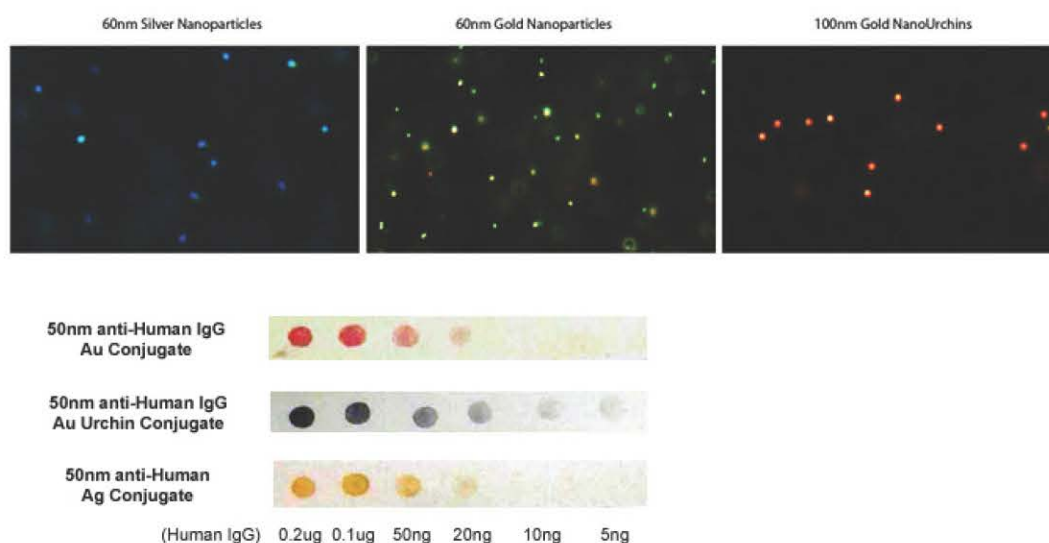 60nm Silver Nanoparticles
60nm Gold Nanoparticles
100nm Gold NanoUrchins
50nm anti-Human IgG
Au Conjugate
50nm anti-Human IgG
Au Urchin Conjugate
50nm anti-Human
Ag Conjugate
(Human IgG) 0.2ug 0.1ug 50ng 20ng 10ng 5ng